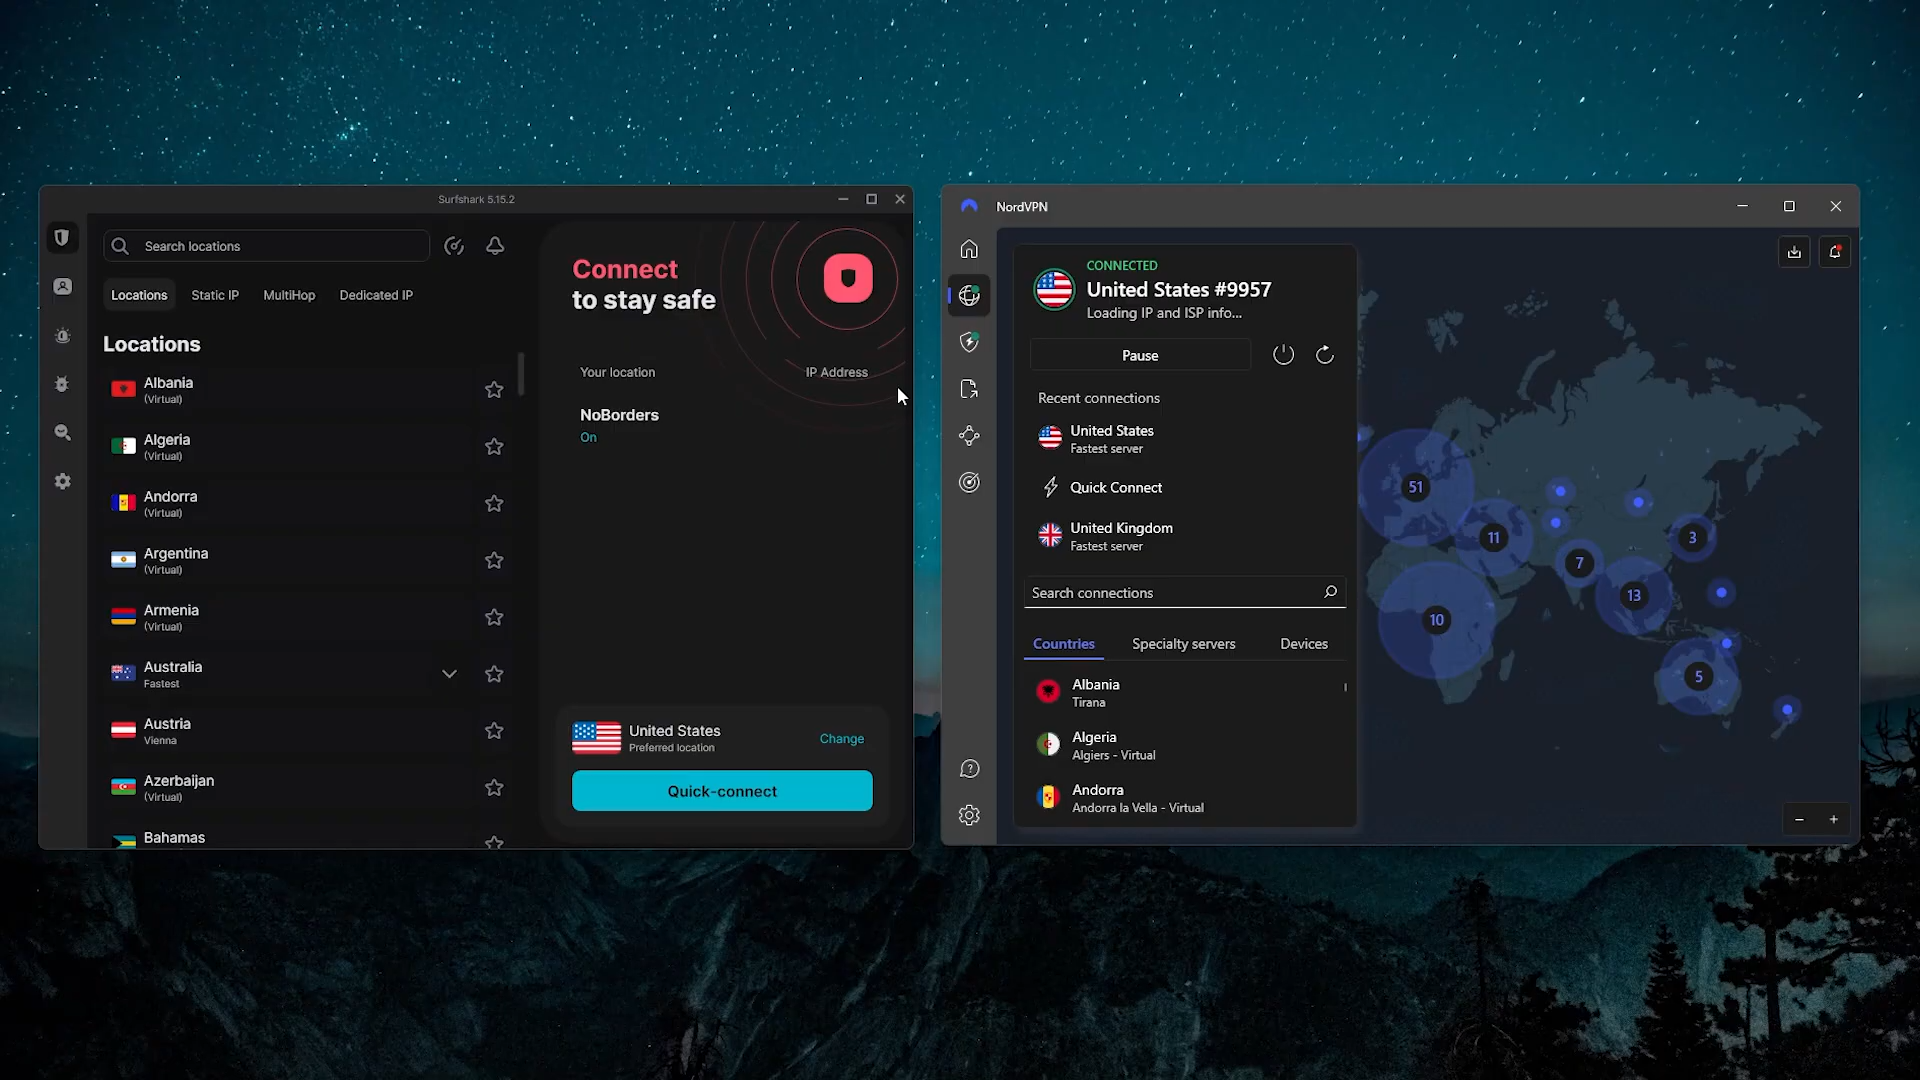 Surfshark 5.15.2
Search locations
Locations
Static IP
MultiHop
Dedicated IP
Locations
Albania
(Virtual)
Algeria
(Virtual)
Andorra
(Virtual)
Argentina
(Virtual)
Armenia
(Virtual)
Australia
Fastest
Austria
Vienna
Azerbaijan
(Virtual)
Bahamas
Connect
to stay safe
Your location
IP Address
NoBorders
On
United States
Preferred location
Change
Quick-connect
NordVPN
CONNECTED
United States #9957
Loading IP and ISP info...
Pause
Recent connections
United States
Fastest server
Quick Connect
United Kingdom
Fastest server
Search connections
Countries
Specialty servers
Devices
Albania
Tirana
Algeria
Algiers - Virtual
Andorra
Andorra la Vella - Virtual
51
11
3
7
13
10
5